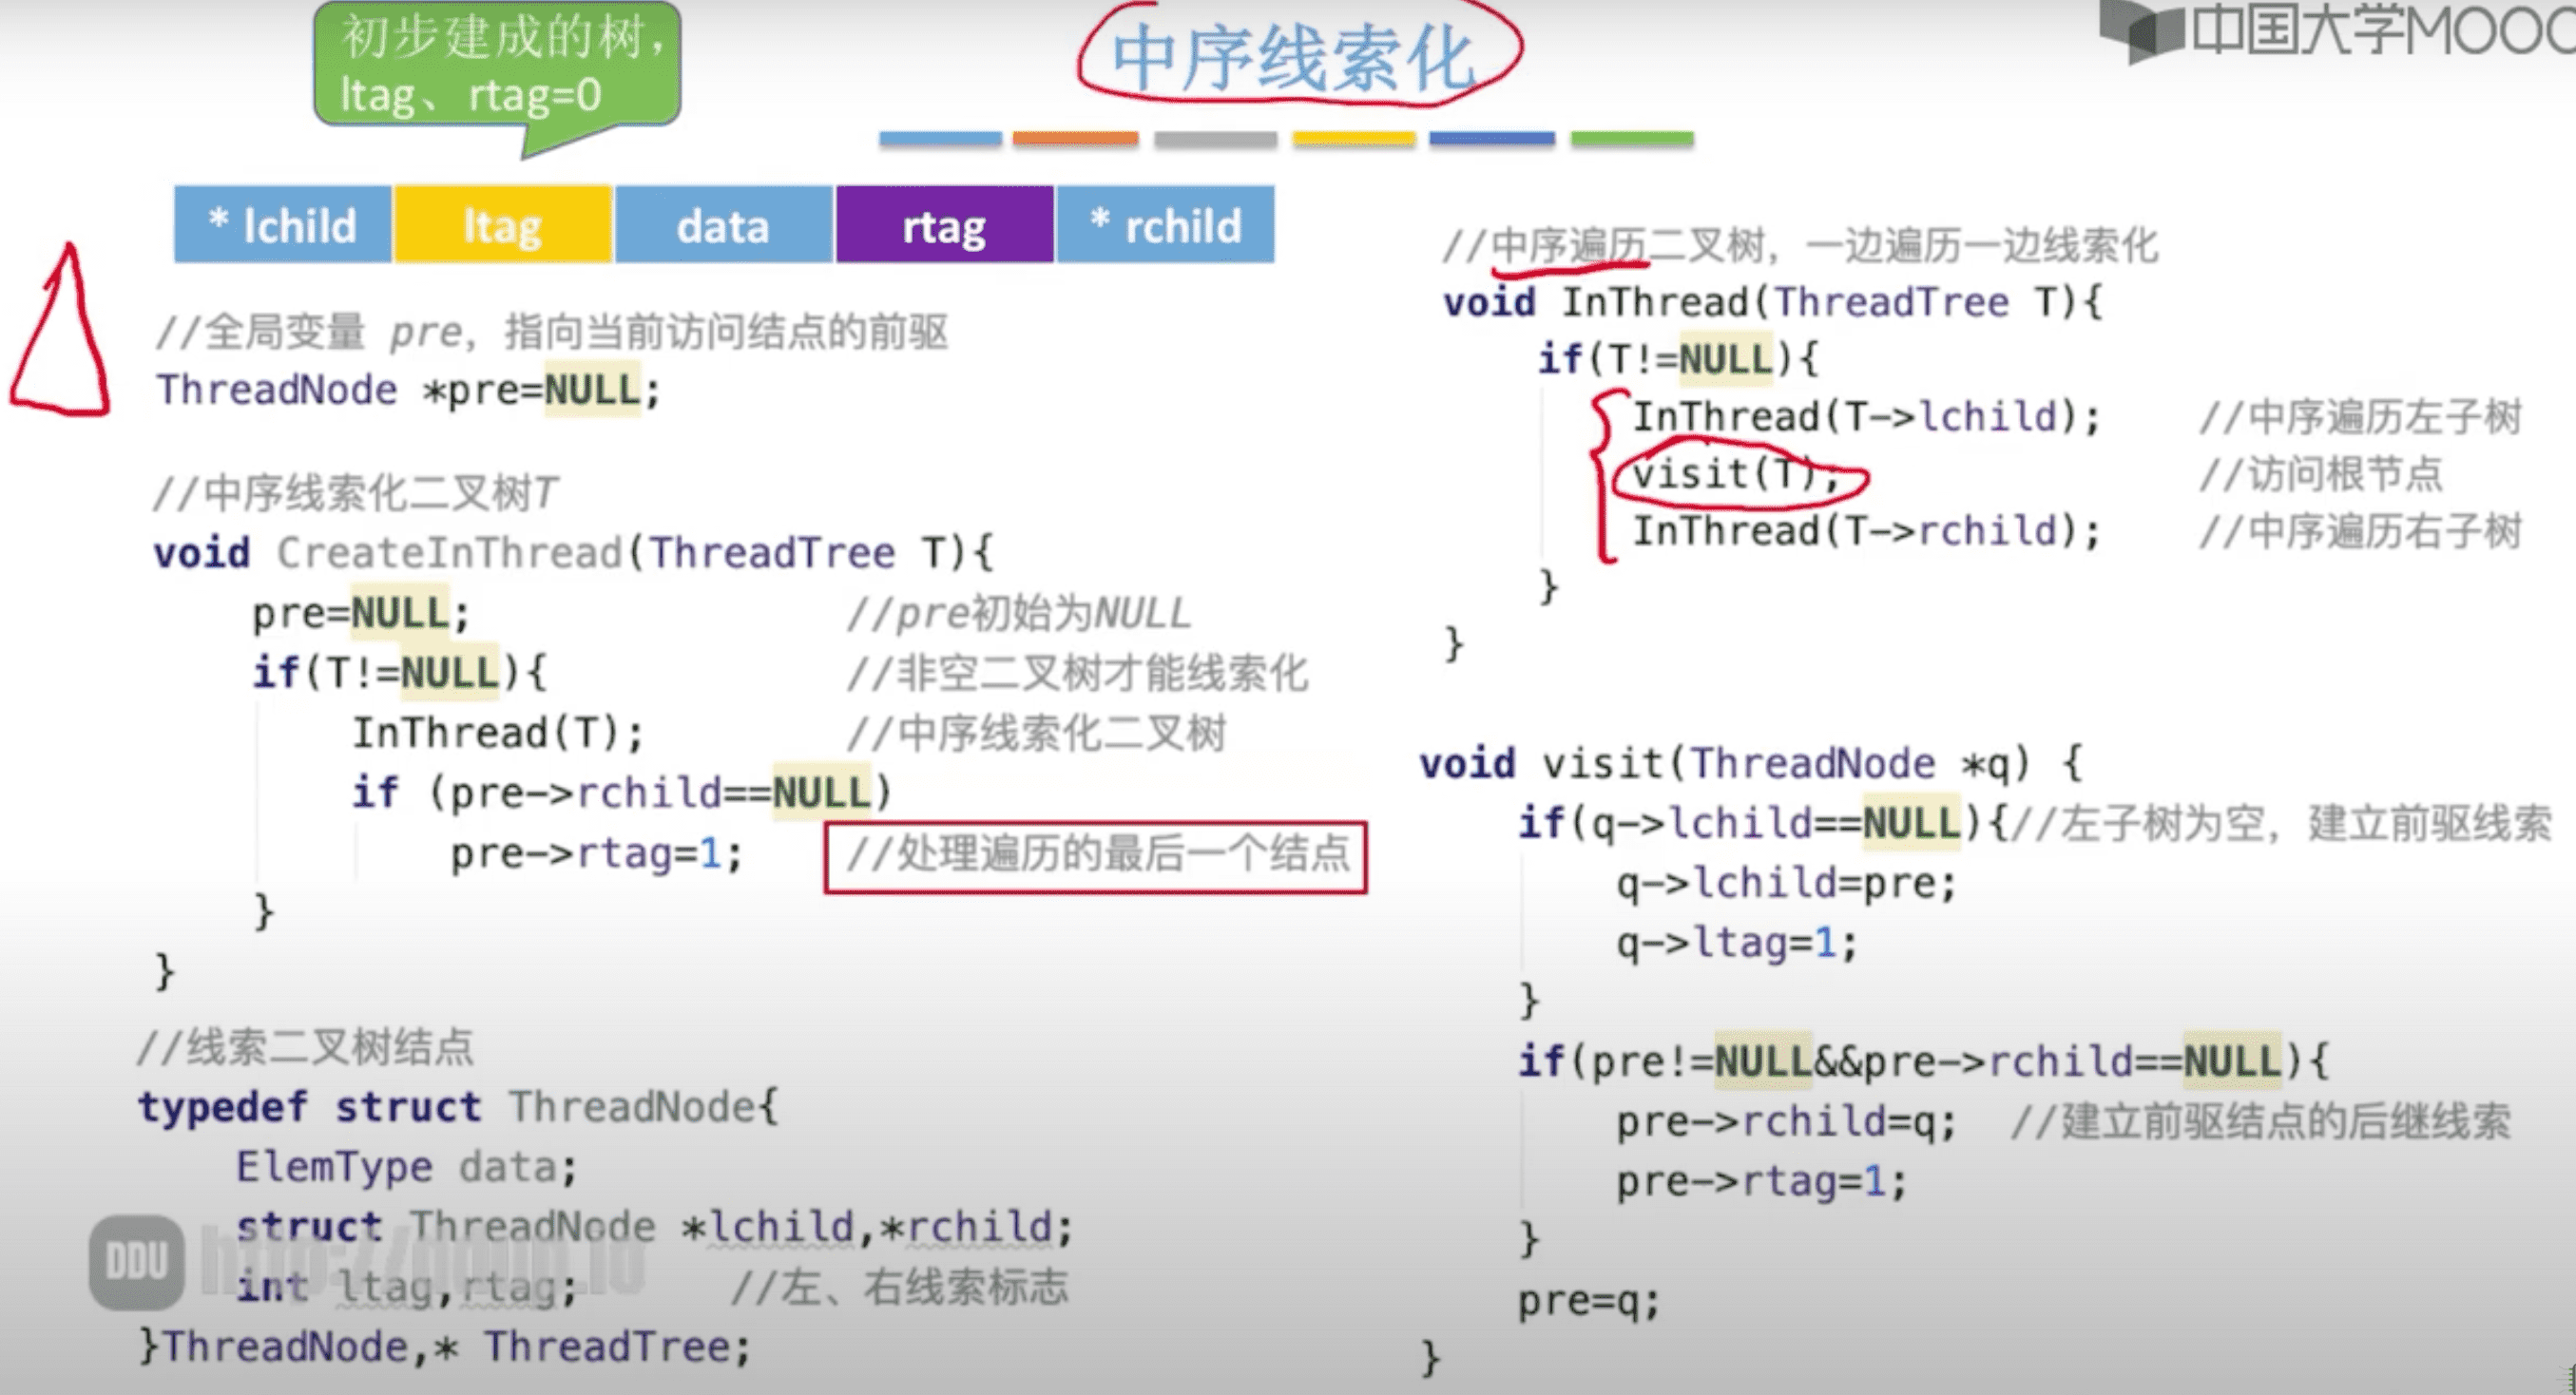 初步建成的树，
ltag、rtag=0
中序线索化
中国大学MOOC
* lchild ltag data rtag * rchild
//全局变量 pre，指向当前访问结点的前驱
ThreadNode *pre=NULL;
//中序线索化二叉树T
void CreateInThread(ThreadTree T){
pre=NULL; //pre初始为NULL
if(T!=NULL){ //非空二叉树才能线索化
InThread(T); //中序线索化二叉树
if (pre->rchild==NULL)
pre->rtag=1; //处理遍历的最后一个结点
}
}
//线索二叉树结点
typedef struct ThreadNode{
ElemType data;
struct ThreadNode *lchild,*rchild;
int ltag,rtag; //左、右线索标志
}ThreadNode,* ThreadTree;
DDU
//中序遍历二叉树，一边遍历一边线索化
void InThread(ThreadTree T){
if(T!=NULL){
InThread(T->lchild); //中序遍历左子树
visit(T); //访问根节点
InThread(T->rchild); //中序遍历右子树
}
}
void visit(ThreadNode *q) {
if(q->lchild==NULL){//左子树为空，建立前驱线索
q->lchild=pre;
q->ltag=1;
}
if(pre!=NULL&&pre->rchild==NULL){
pre->rchild=q; //建立前驱结点的后继线索
pre->rtag=1;
}
pre=q;
}